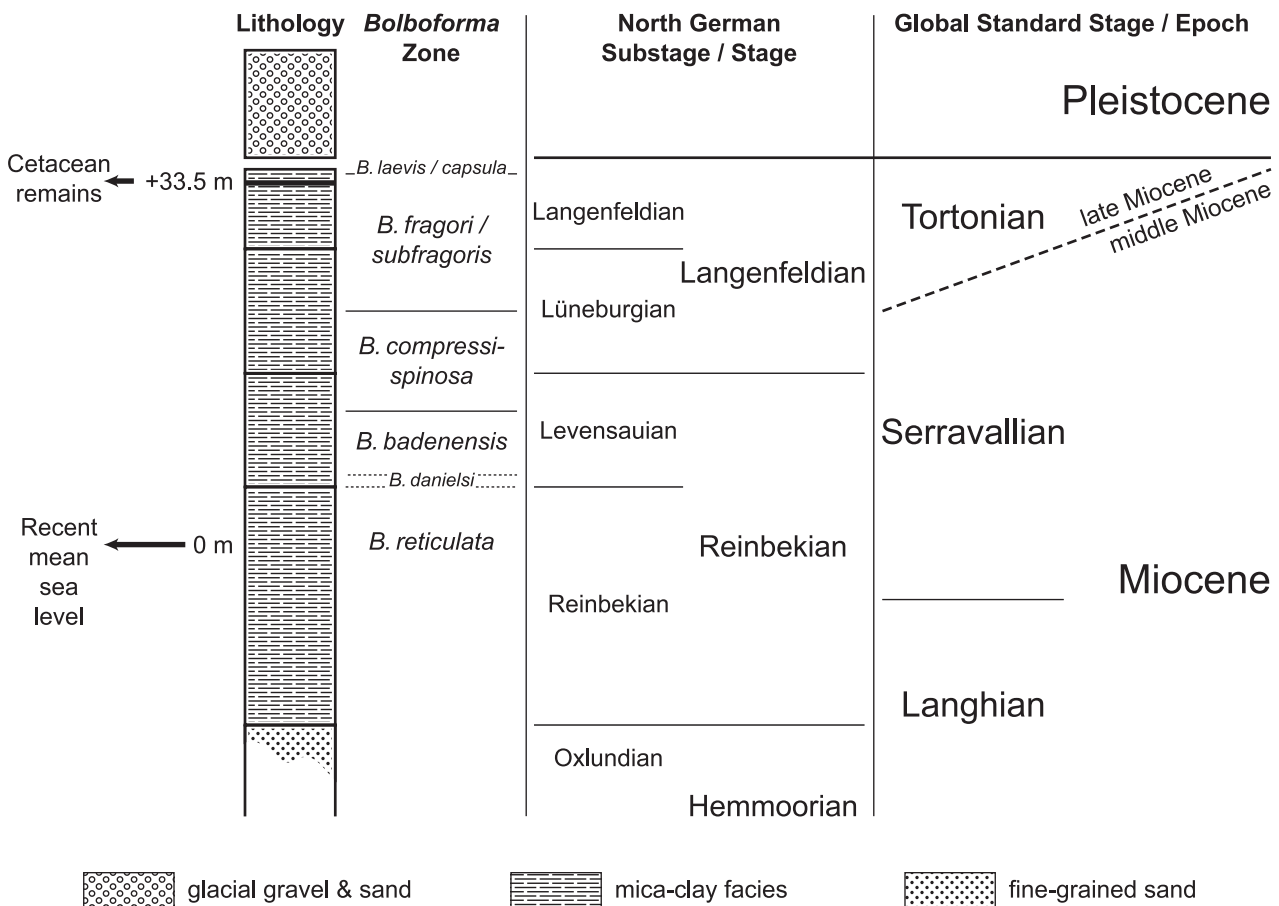 Lithology
Bolboforma
Zone
North German
Substage / Stage
Global Standard Stage / Epoch
Pleistocene
Cetacean
remains
+33.5 m
B. laevis / capsula
B. fragori /
subfragoris
Langenfeldian
Langenfeldian
Tortonian
late Miocene
middle Miocene
Lüneburgian
B. compressi-
spinosa
B. badenensis
Levensauian
Serravallian
B. danielsi
Recent
mean
sea
level
0 m
B. reticulata
Reinbekian
Reinbekian
Miocene
Langhian
Oxlundian
Hemmoorian
glacial gravel & sand
mica-clay facies
fine-grained sand